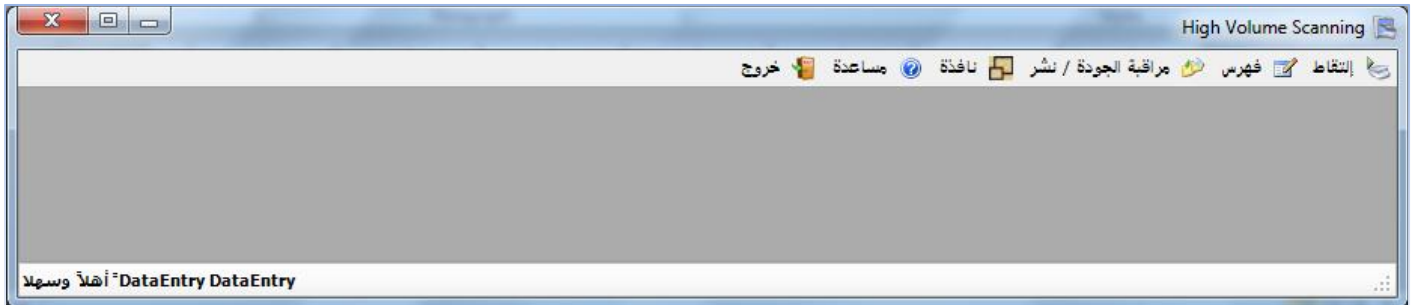 High Volume Scanning
إلتقاط فهرس مراقبة الجودة / نشر نافذة مساعدة خروج
أهلاً وسهلاً DataEntry DataEntry